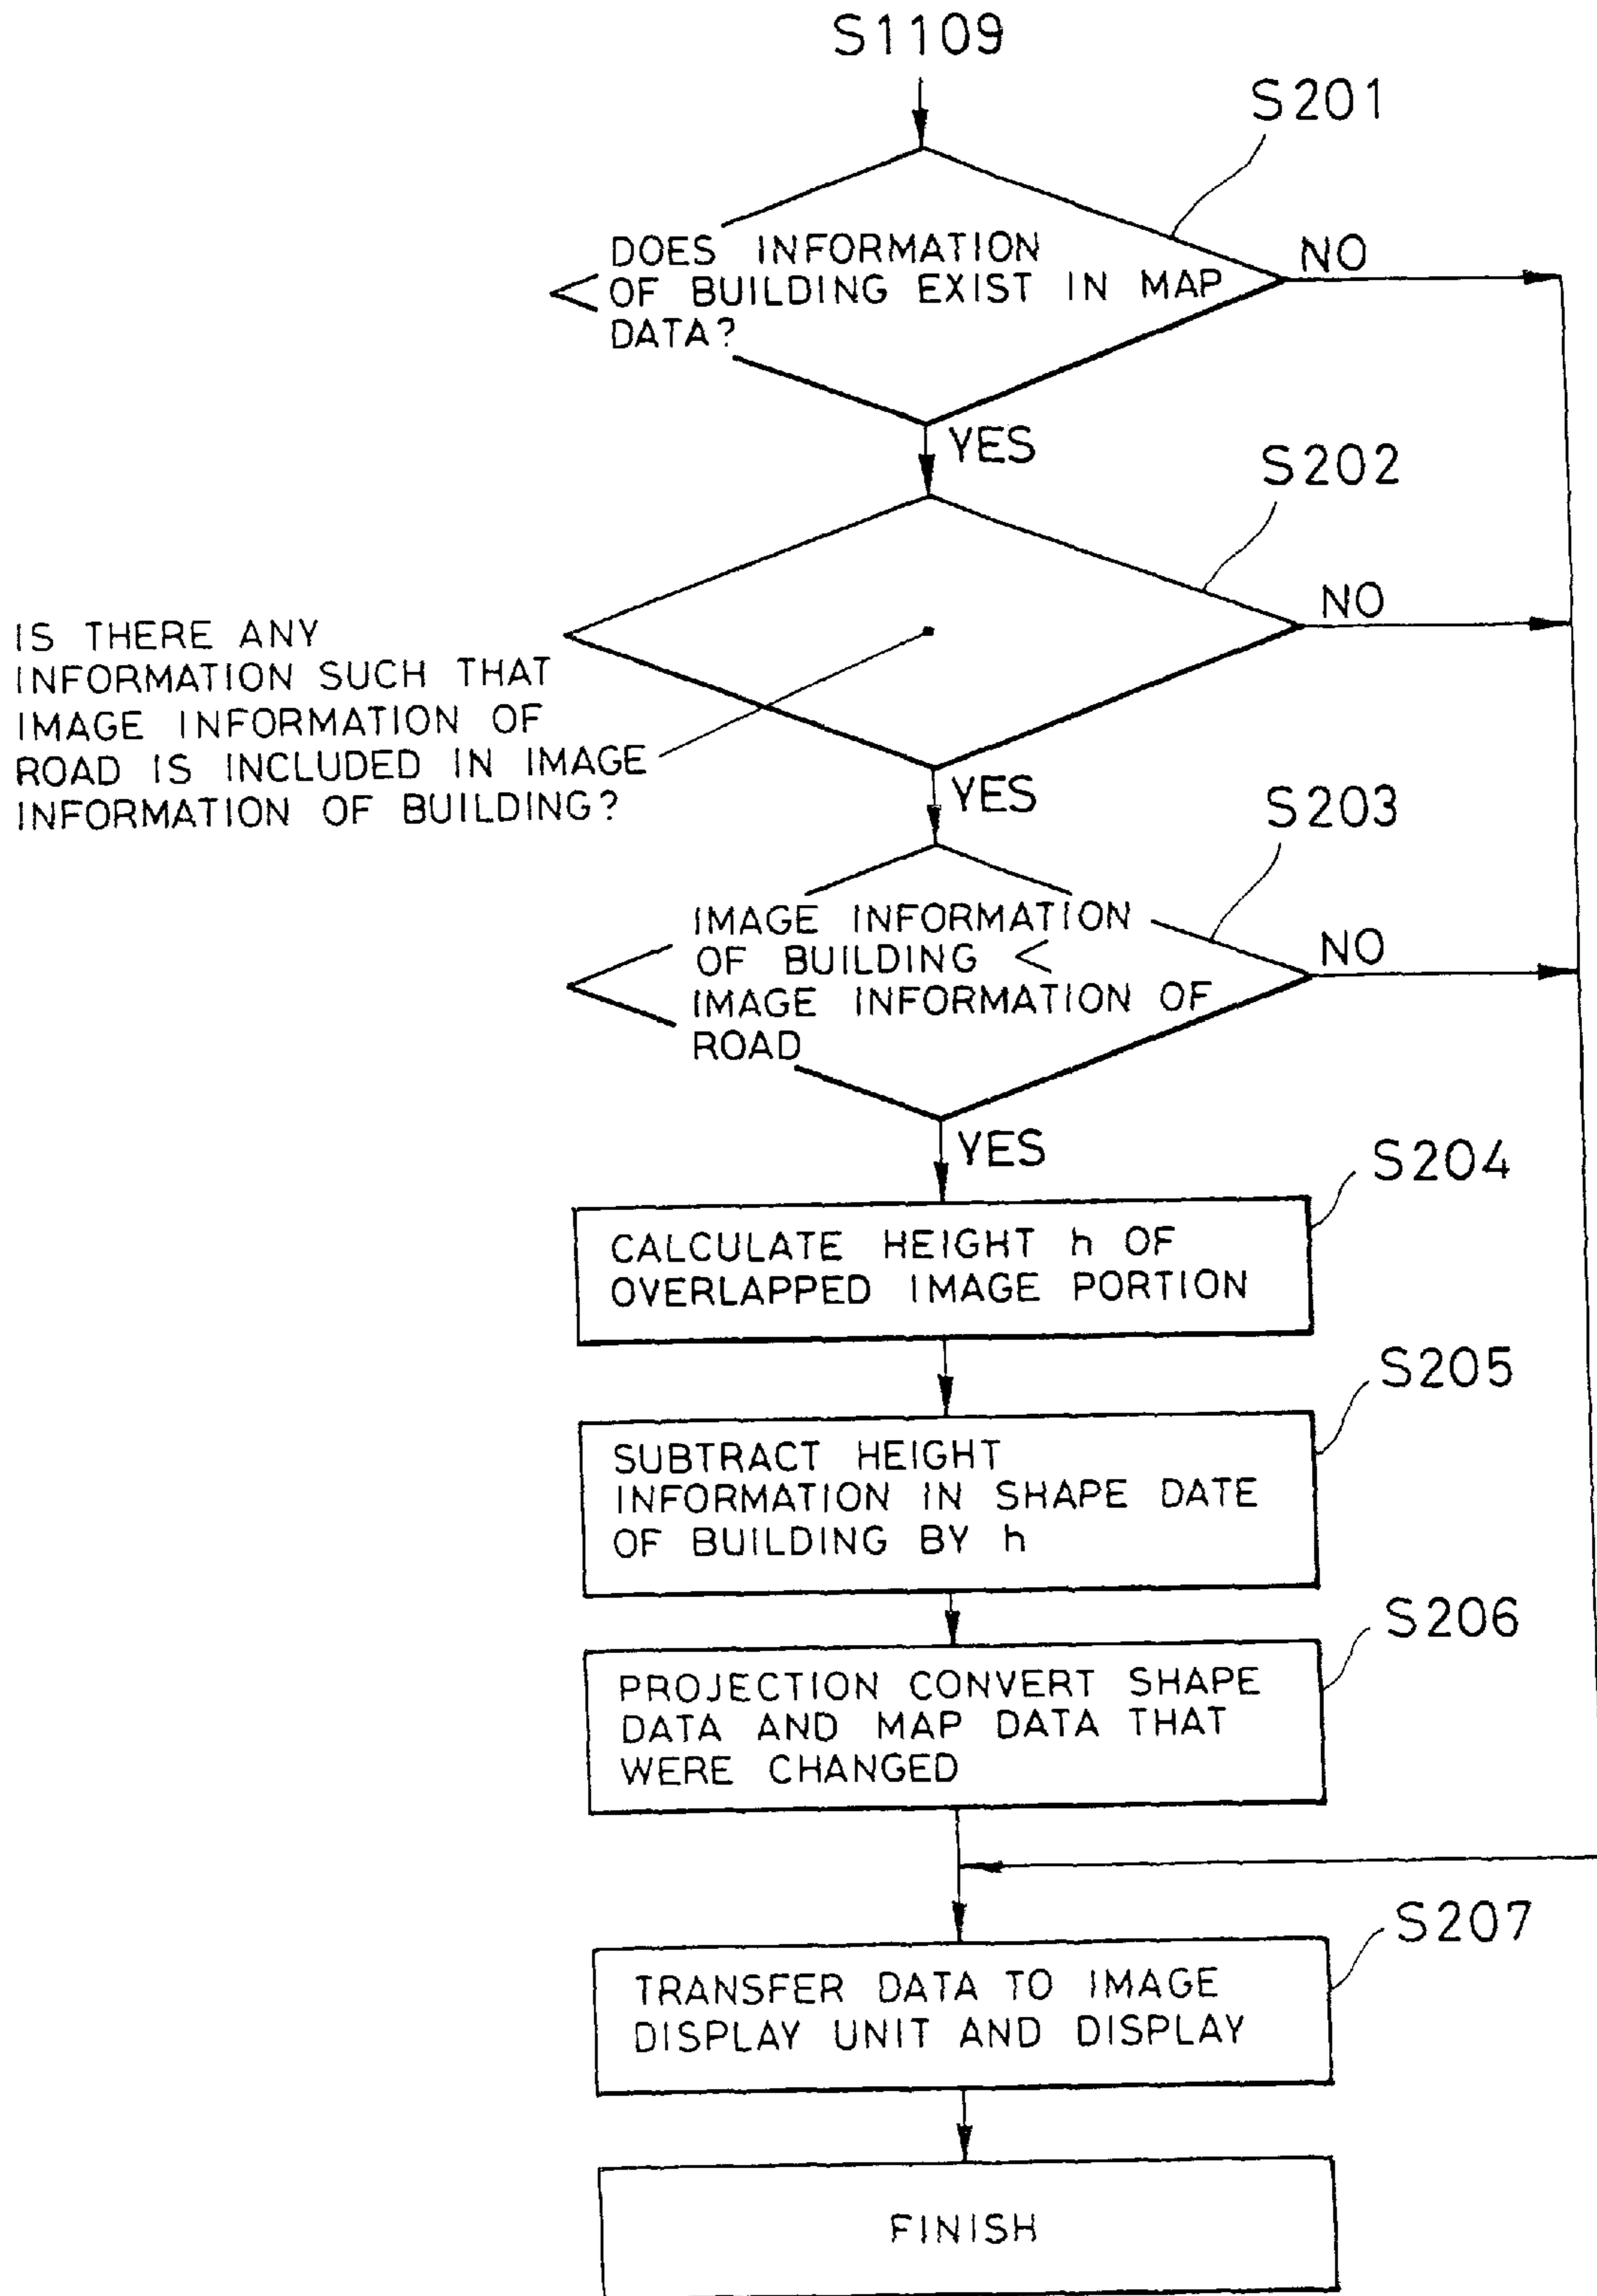 S1109
S201
DOES INFORMATION
OF BUILDING EXIST IN MAP
DATA?
NO
YES
S202
NO
IS THERE ANY
INFORMATION SUCH THAT
IMAGE INFORMATION OF
ROAD IS INCLUDED IN IMAGE
INFORMATION OF BUILDING?
YES
S203
IMAGE INFORMATION
OF BUILDING <
IMAGE INFORMATION OF
ROAD
NO
YES
S204
CALCULATE HEIGHT h OF
OVERLAPPED IMAGE PORTION
S205
SUBTRACT HEIGHT
INFORMATION IN SHAPE DATE
OF BUILDING BY h
S206
PROJECTION CONVERT SHAPE
DATA AND MAP DATA THAT
WERE CHANGED
S207
TRANSFER DATA TO IMAGE
DISPLAY UNIT AND DISPLAY
FINISH